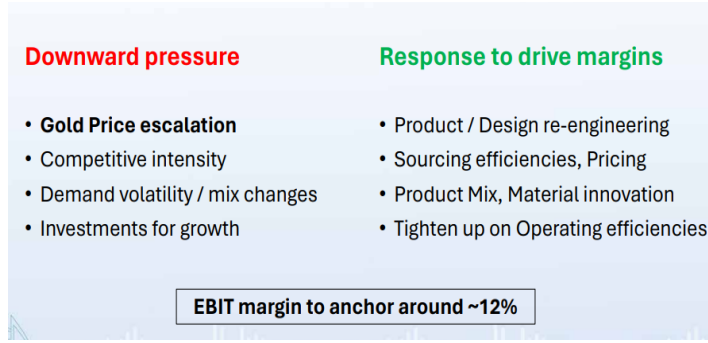 Downward pressure
• Gold Price escalation
• Competitive intensity
• Demand volatility / mix changes
• Investments for growth
Response to drive margins
• Product / Design re-engineering
• Sourcing efficiencies, Pricing
• Product Mix, Material innovation
• Tighten up on Operating efficiencies
EBIT margin to anchor around ~12%